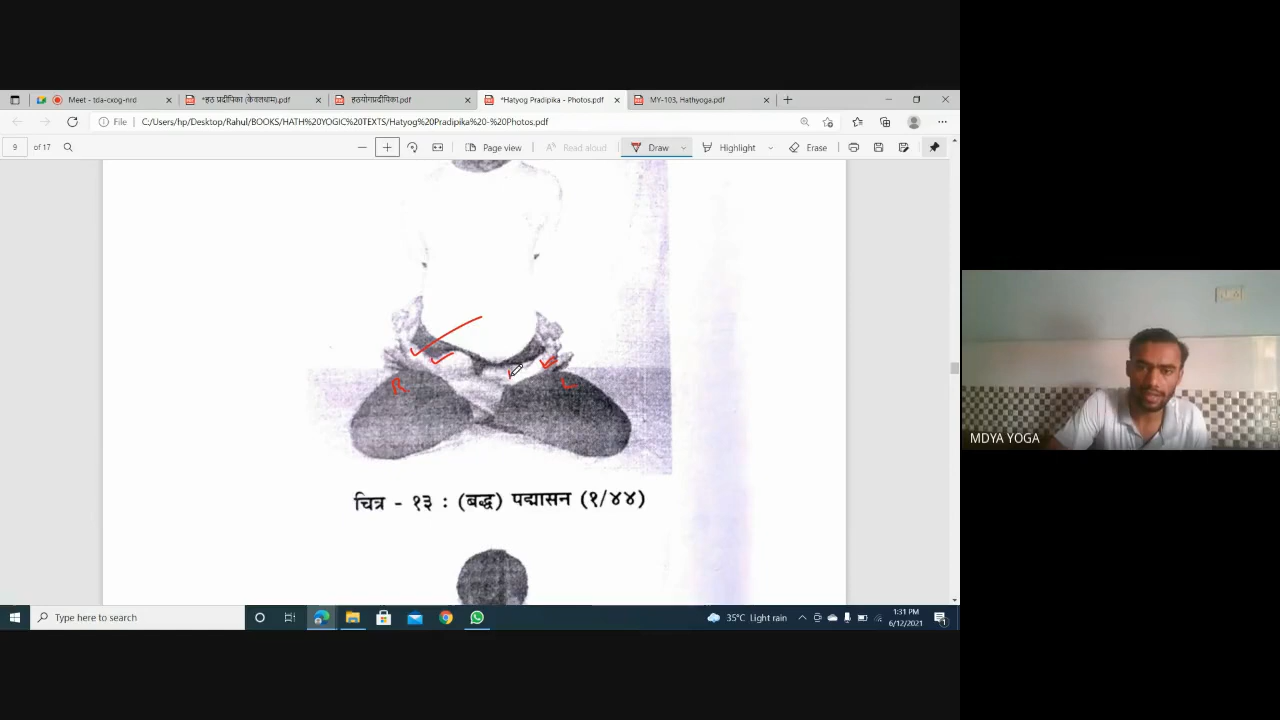 Meet - tda-cxog-nrd
*हठ प्रदीपिका (कैवल्यधाम).pdf
हठयोगप्रदीपिका.pdf
*Hatyog Pradipika - Photos.pdf
MY-103, Hathyoga.pdf
File
C:/Users/hp/Desktop/Rahul/BOOKS/HATH%20YOGIC%20TEXTS/Hatyog%20Pradipika%20-%20Photos.pdf
9 of 17
Page view
Read aloud
Draw
Highlight
Erase
R
L
चित्र - १३ : (बद्ध) पद्मासन (१/४४)
MDYA YOGA
Type here to search
35°C Light rain
1:31 PM
6/12/2021
1